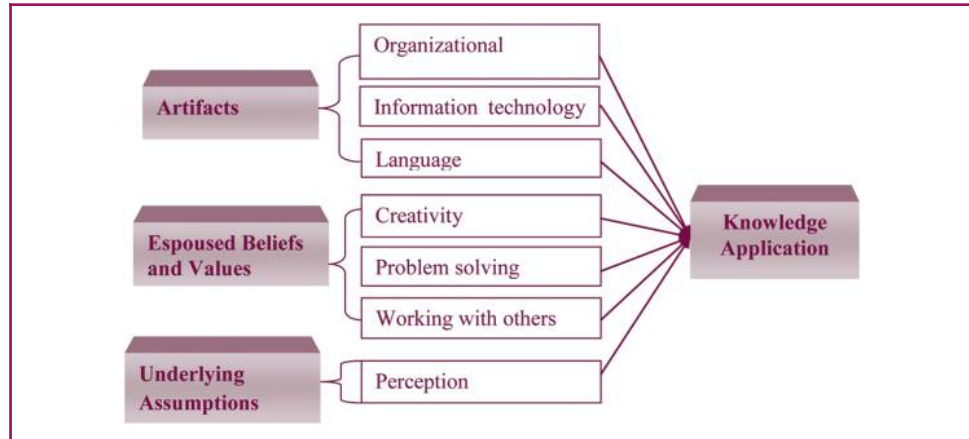 Artifacts
Organizational
Information technology
Language
Espoused Beliefs
and Values
Creativity
Problem solving
Working with others
Underlying
Assumptions
Perception
Knowledge
Application